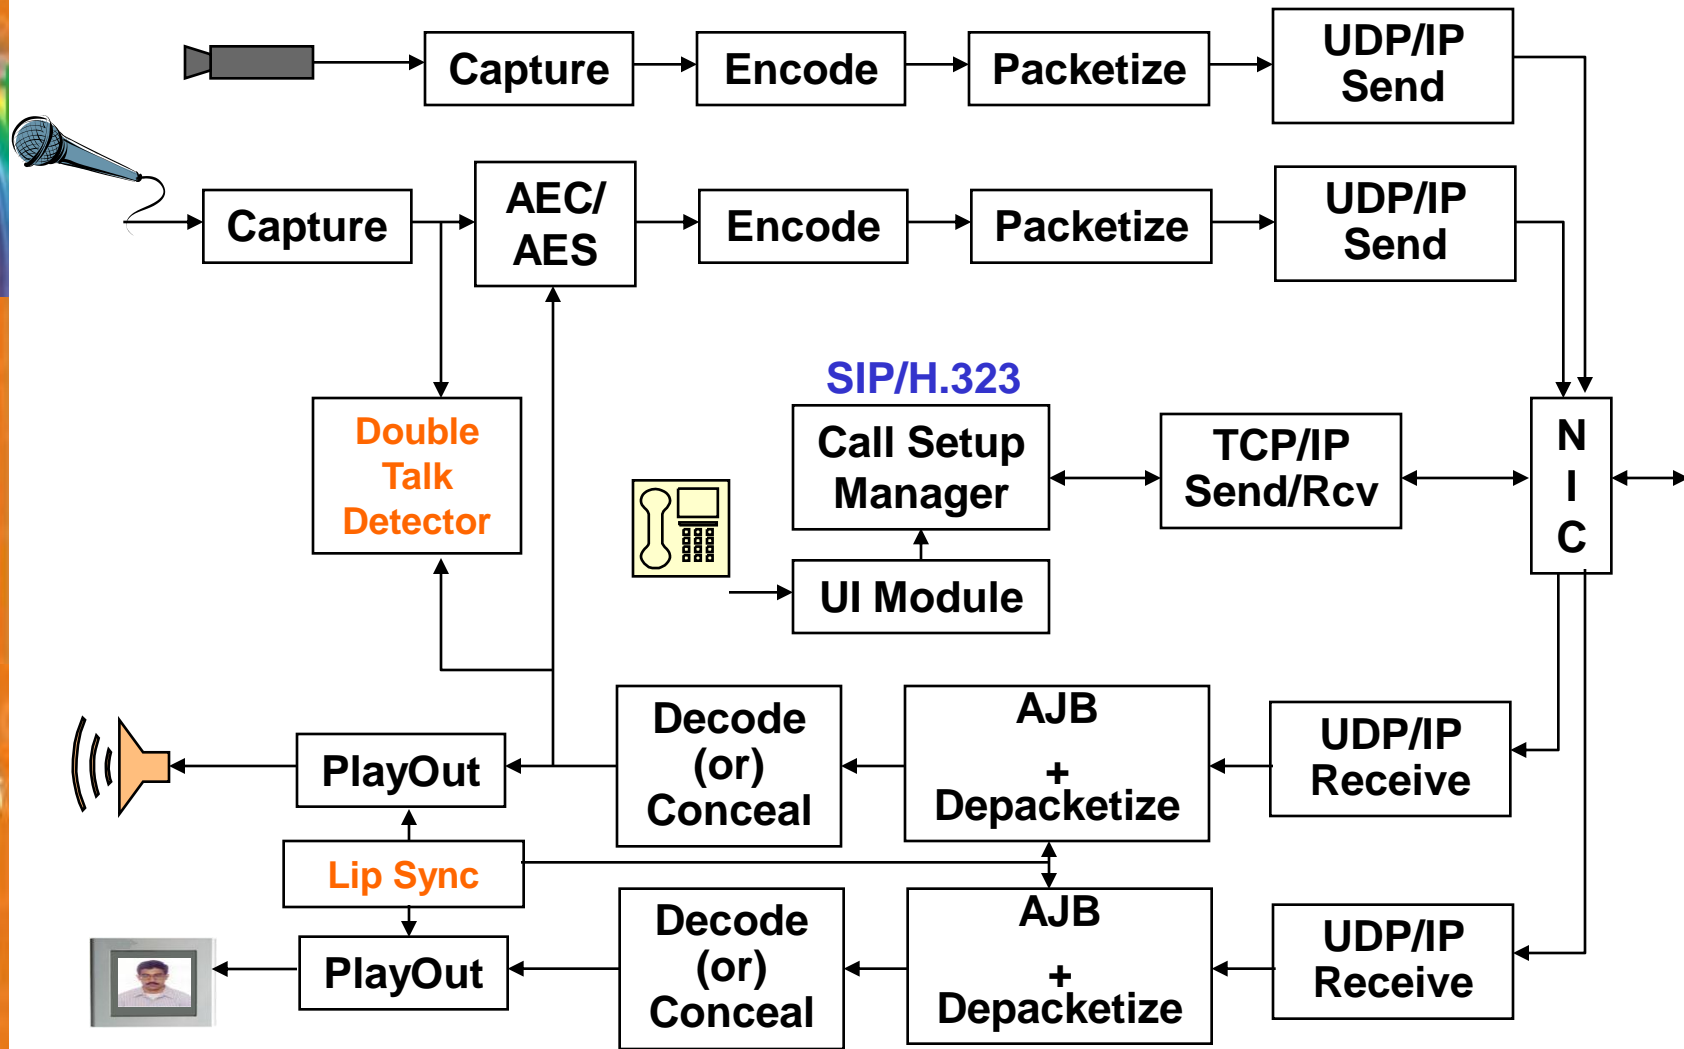 Capture
Encode
Packetize
UDP/IP
Send
Capture
AEC/
AES
Encode
Packetize
UDP/IP
Send
Double
Talk
Detector
SIP/H.323
Call Setup
Manager
TCP/IP
Send/Rcv
N
I
C
UI Module
PlayOut
Decode
(or)
Conceal
AJB
+
Depacketize
UDP/IP
Receive
Lip Sync
PlayOut
Decode
(or)
Conceal
AJB
+
Depacketize
UDP/IP
Receive